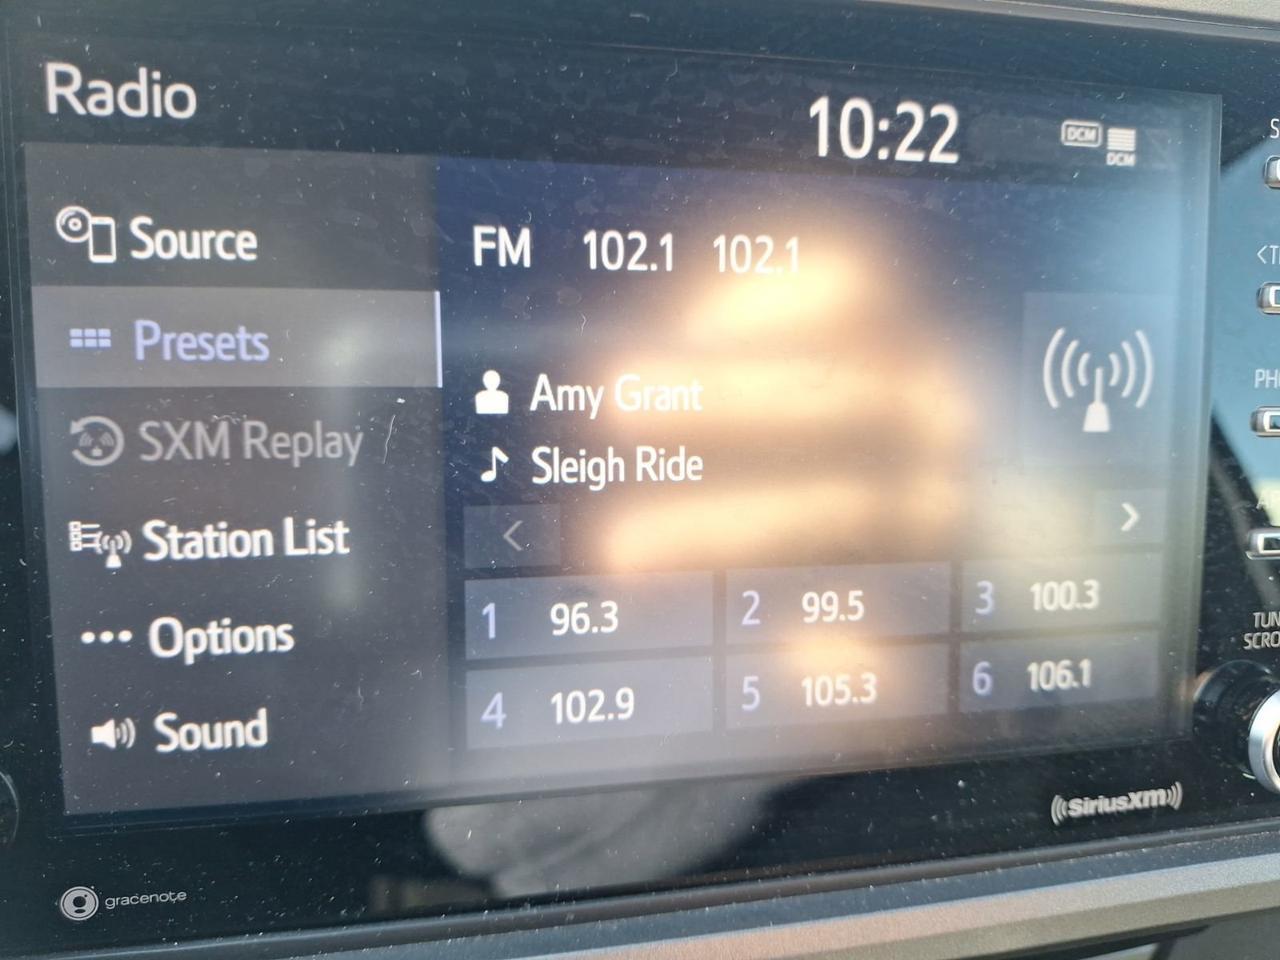 Radio
10:22
DCM
DCM
Source
Presets
SXM Replay
Station List
Options
Sound
FM 102.1 102.1
Amy Grant
Sleigh Ride
<
>
1 96.3
2 99.5
3 100.3
4 102.9
5 105.3
6 106.1
((SiriusXM))
gracenote
SCRO